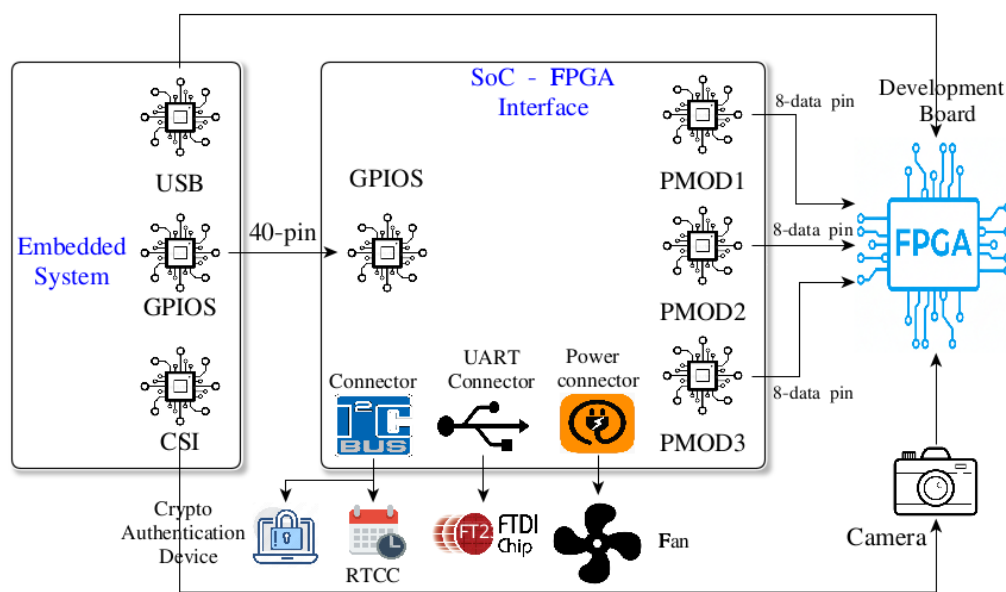 SoC - FPGA
Interface
Development
Board
8-data pin
USB
GPIOS
PMOD1
Embedded
System
40-pin
8-data pin
FPGA
GPIOS
PMOD2
UART
Connector
Power
connector
Connector
I2C
BUS
8-data pin
CSI
PMOD3
Crypto
Authentication
Device
RTCC
FT2
FTDI
Chip
Fan
Camera